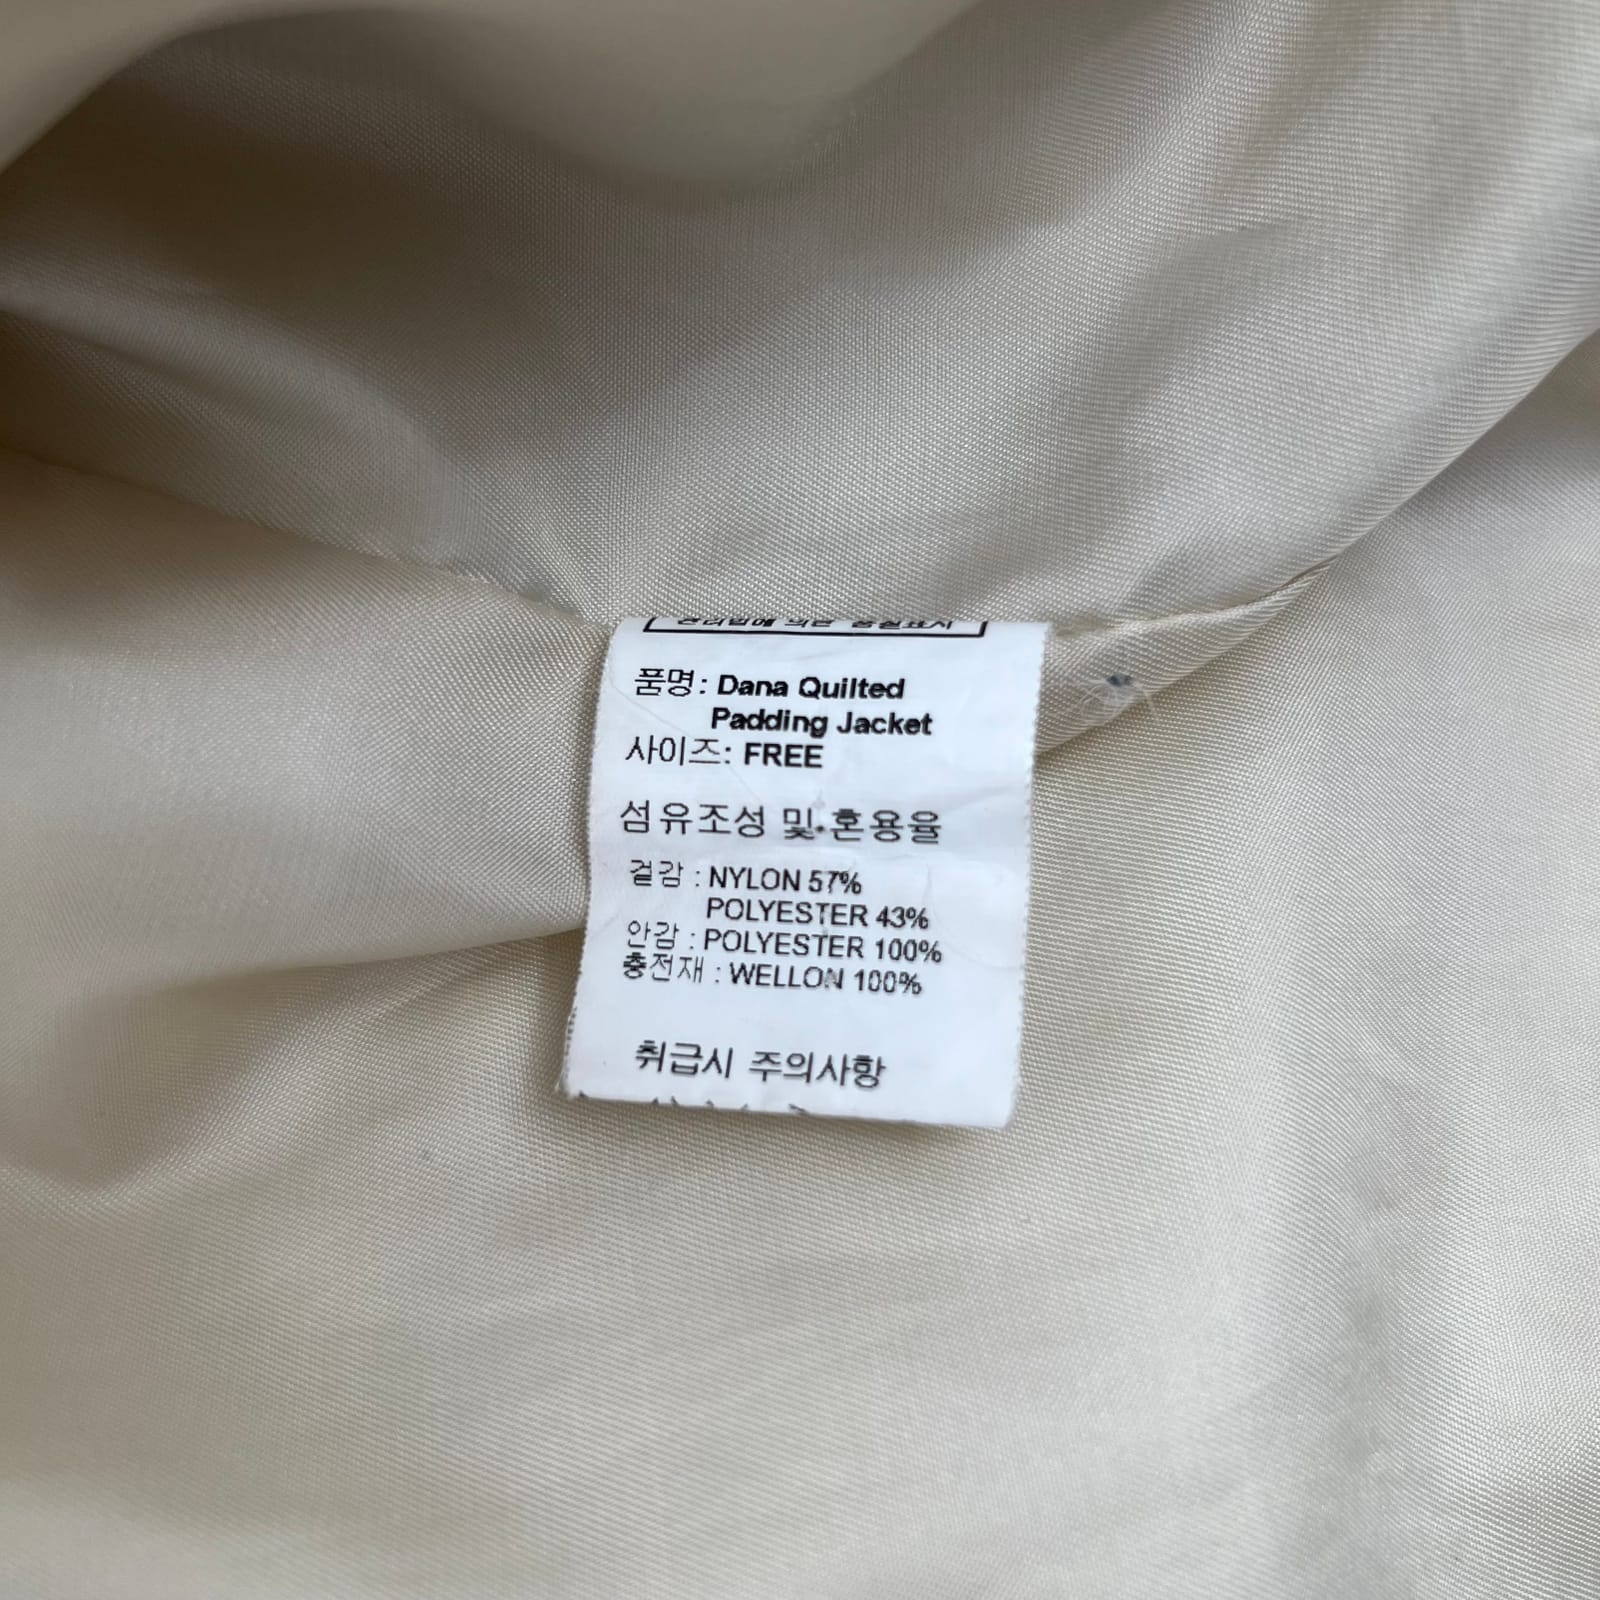 품명: Dana Quilted
Padding Jacket
사이즈: FREE
섬유조성 및 혼용율
겉감 : NYLON 57%
POLYESTER 43%
안감 : POLYESTER 100%
충전재 : WELLON 100%
취급시 주의사항